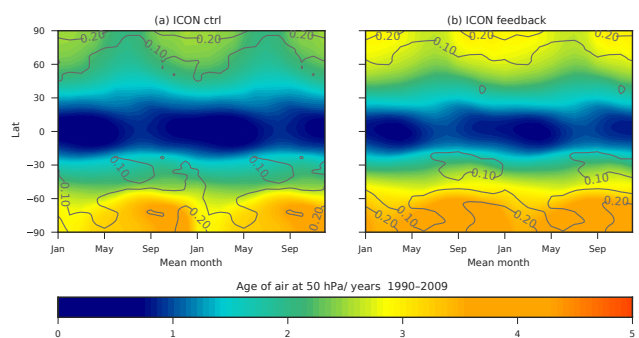 (a) ICON ctrl
(b) ICON feedback
90
60
30
0
−30
−60
−90
Lat
0.20
0.10
0.20
0.10
0.10
0.10
0.10
0.20
0.20
0.20
0.20
0.10
0.10
0.10
0.20
0.20
0.20
Jan May Sep Jan May Sep
Mean month
Jan May Sep Jan May Sep
Mean month
Age of air at 50 hPa/ years 1990–2009
0 1 2 3 4 5